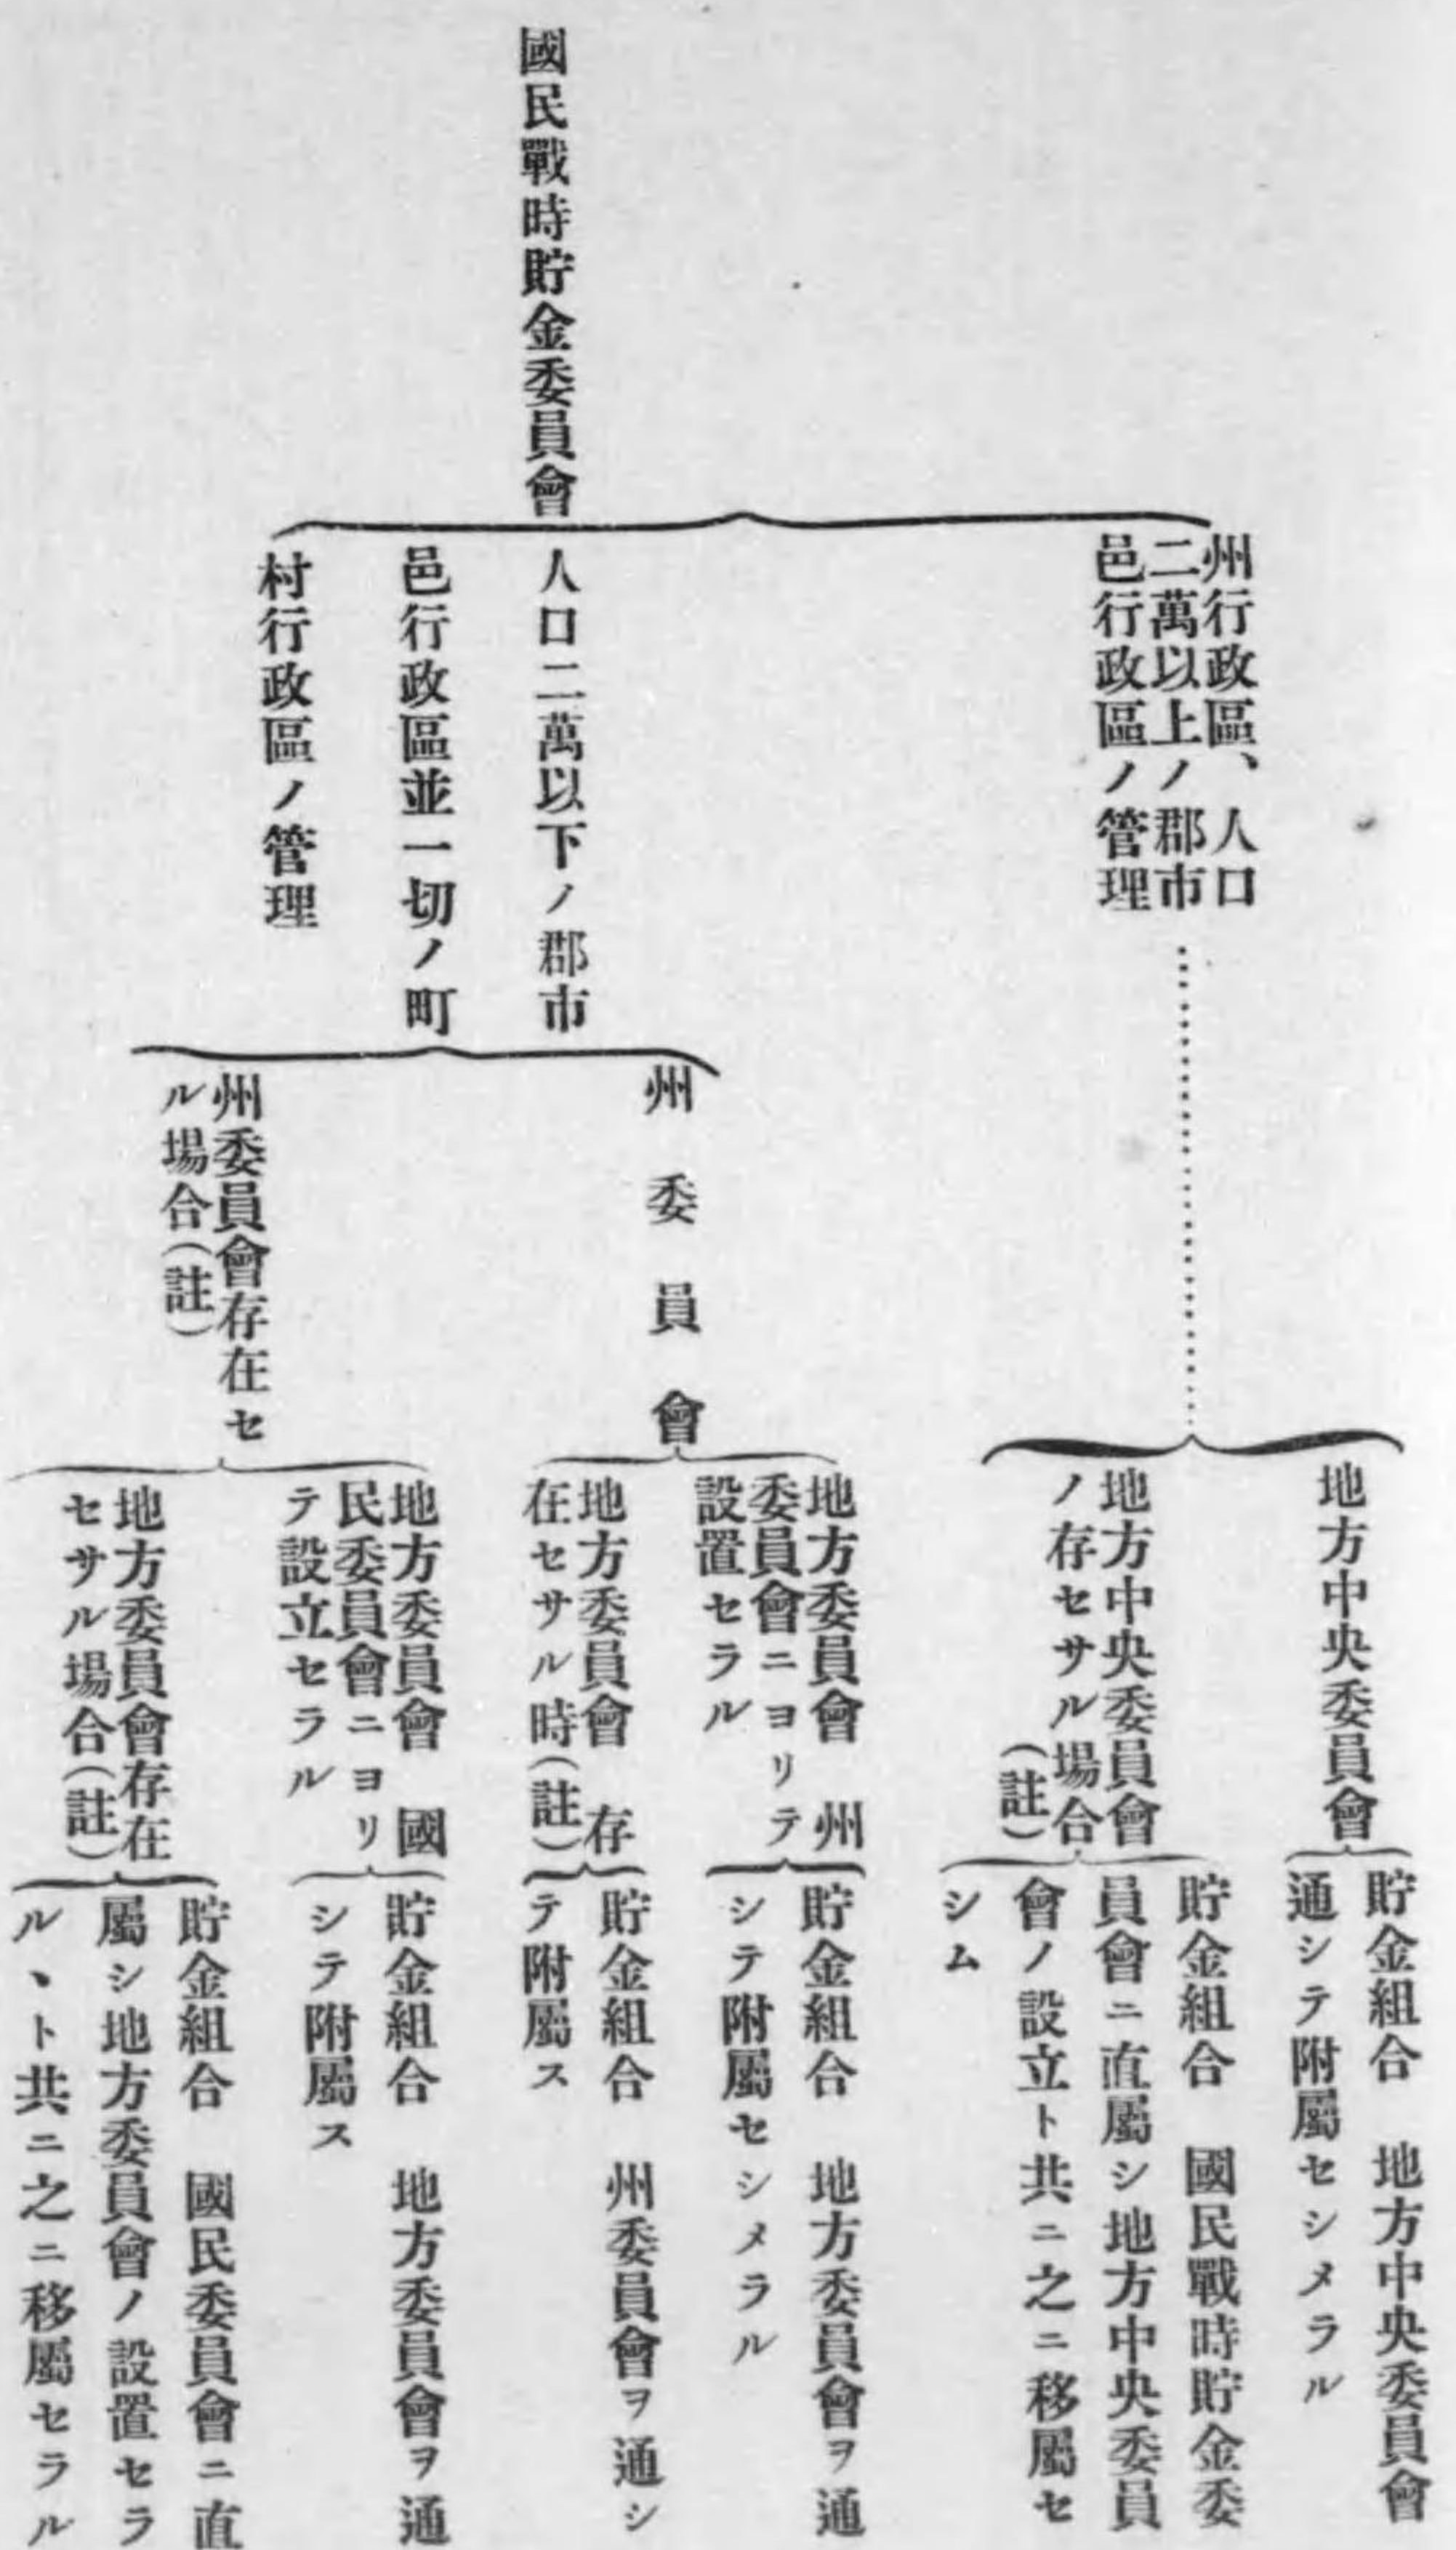 國民戰時貯金委員會
州行政區、人口
二萬以上ノ郡市
邑行政區ノ管理
地方中央委員會
貯金組合　地方中央委員會
通シテ附屬セシメラル
地方中央委員會
ノ存セサル場合
（註）
貯金組合　國民戰時貯金委
員會ニ直屬シ地方中央委員
會ノ設立ト共ニ之ニ移屬セ
シム
人口二萬以下ノ郡市
邑行政區並一切ノ町
村行政區ノ管理
州委員會
地方委員會　州
委員會ニヨリテ
設置セラル
貯金組合　地方委員會ヲ通
シテ附屬セシメラル
地方委員會　存
在セサル時（註）
貯金組合　州委員會ヲ通シ
テ附屬ス
州委員會存在セ
ル場合（註）
地方委員會　國
民委員會ニヨリ
テ設立セラル
貯金組合　地方委員會ヲ通
シテ附屬ス
地方委員會存在
セサル場合（註）
貯金組合　國民委員會ニ直
屬シ地方委員會ノ設置セラ
ル、ト共ニ之ニ移屬セラル